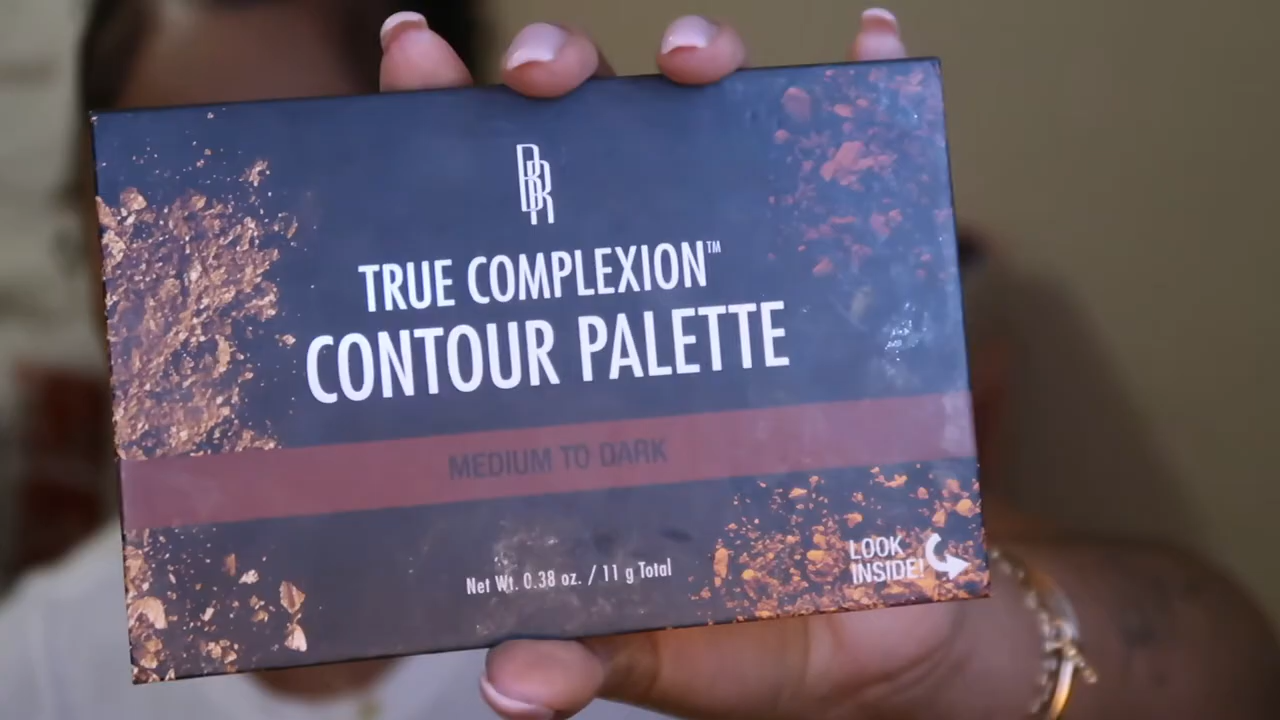 BR
TRUE COMPLEXION™
CONTOUR PALETTE
MEDIUM TO DARK
Net Wt. 0.38 oz. / 11 g Total
LOOK
INSIDE!